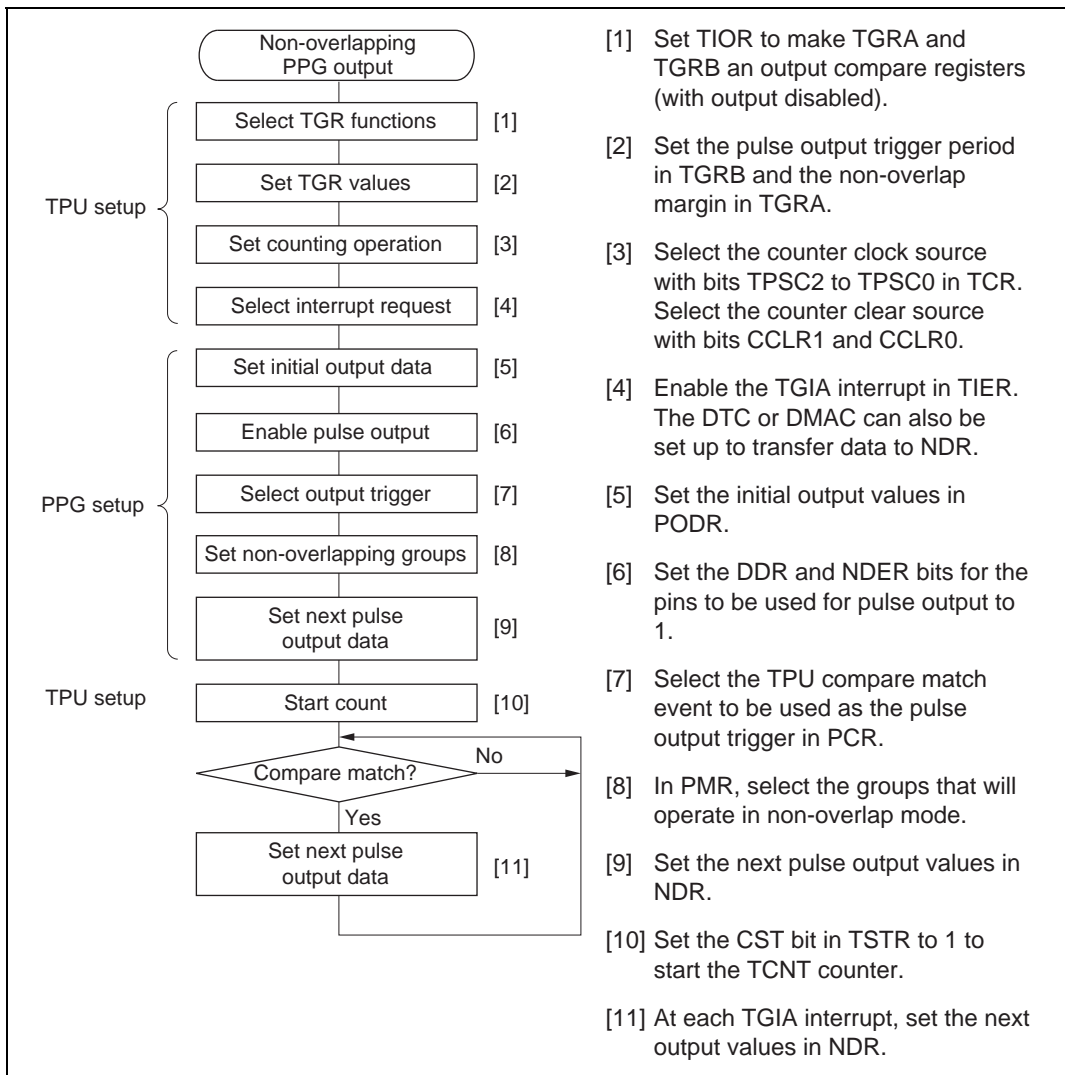 Non-overlapping
PPG output
Select TGR functions [1]
Set TGR values [2]
TPU setup
Set counting operation [3]
Select interrupt request [4]
Set initial output data [5]
Enable pulse output [6]
Select output trigger [7]
PPG setup
Set non-overlapping groups [8]
Set next pulse
output data
[9]
TPU setup
Start count [10]
Compare match?
No
Yes
Set next pulse
output data
[11]
[1] Set TIOR to make TGRA and
TGRB an output compare registers
(with output disabled).
[2] Set the pulse output trigger period
in TGRB and the non-overlap
margin in TGRA.
[3] Select the counter clock source
with bits TPSC2 to TPSC0 in TCR.
Select the counter clear source
with bits CCLR1 and CCLR0.
[4] Enable the TGIA interrupt in TIER.
The DTC or DMAC can also be
set up to transfer data to NDR.
[5] Set the initial output values in
PODR.
[6] Set the DDR and NDER bits for the
pins to be used for pulse output to
1.
[7] Select the TPU compare match
event to be used as the pulse
output trigger in PCR.
[8] In PMR, select the groups that will
operate in non-overlap mode.
[9] Set the next pulse output values in
NDR.
[10] Set the CST bit in TSTR to 1 to
start the TCNT counter.
[11] At each TGIA interrupt, set the next
output values in NDR.